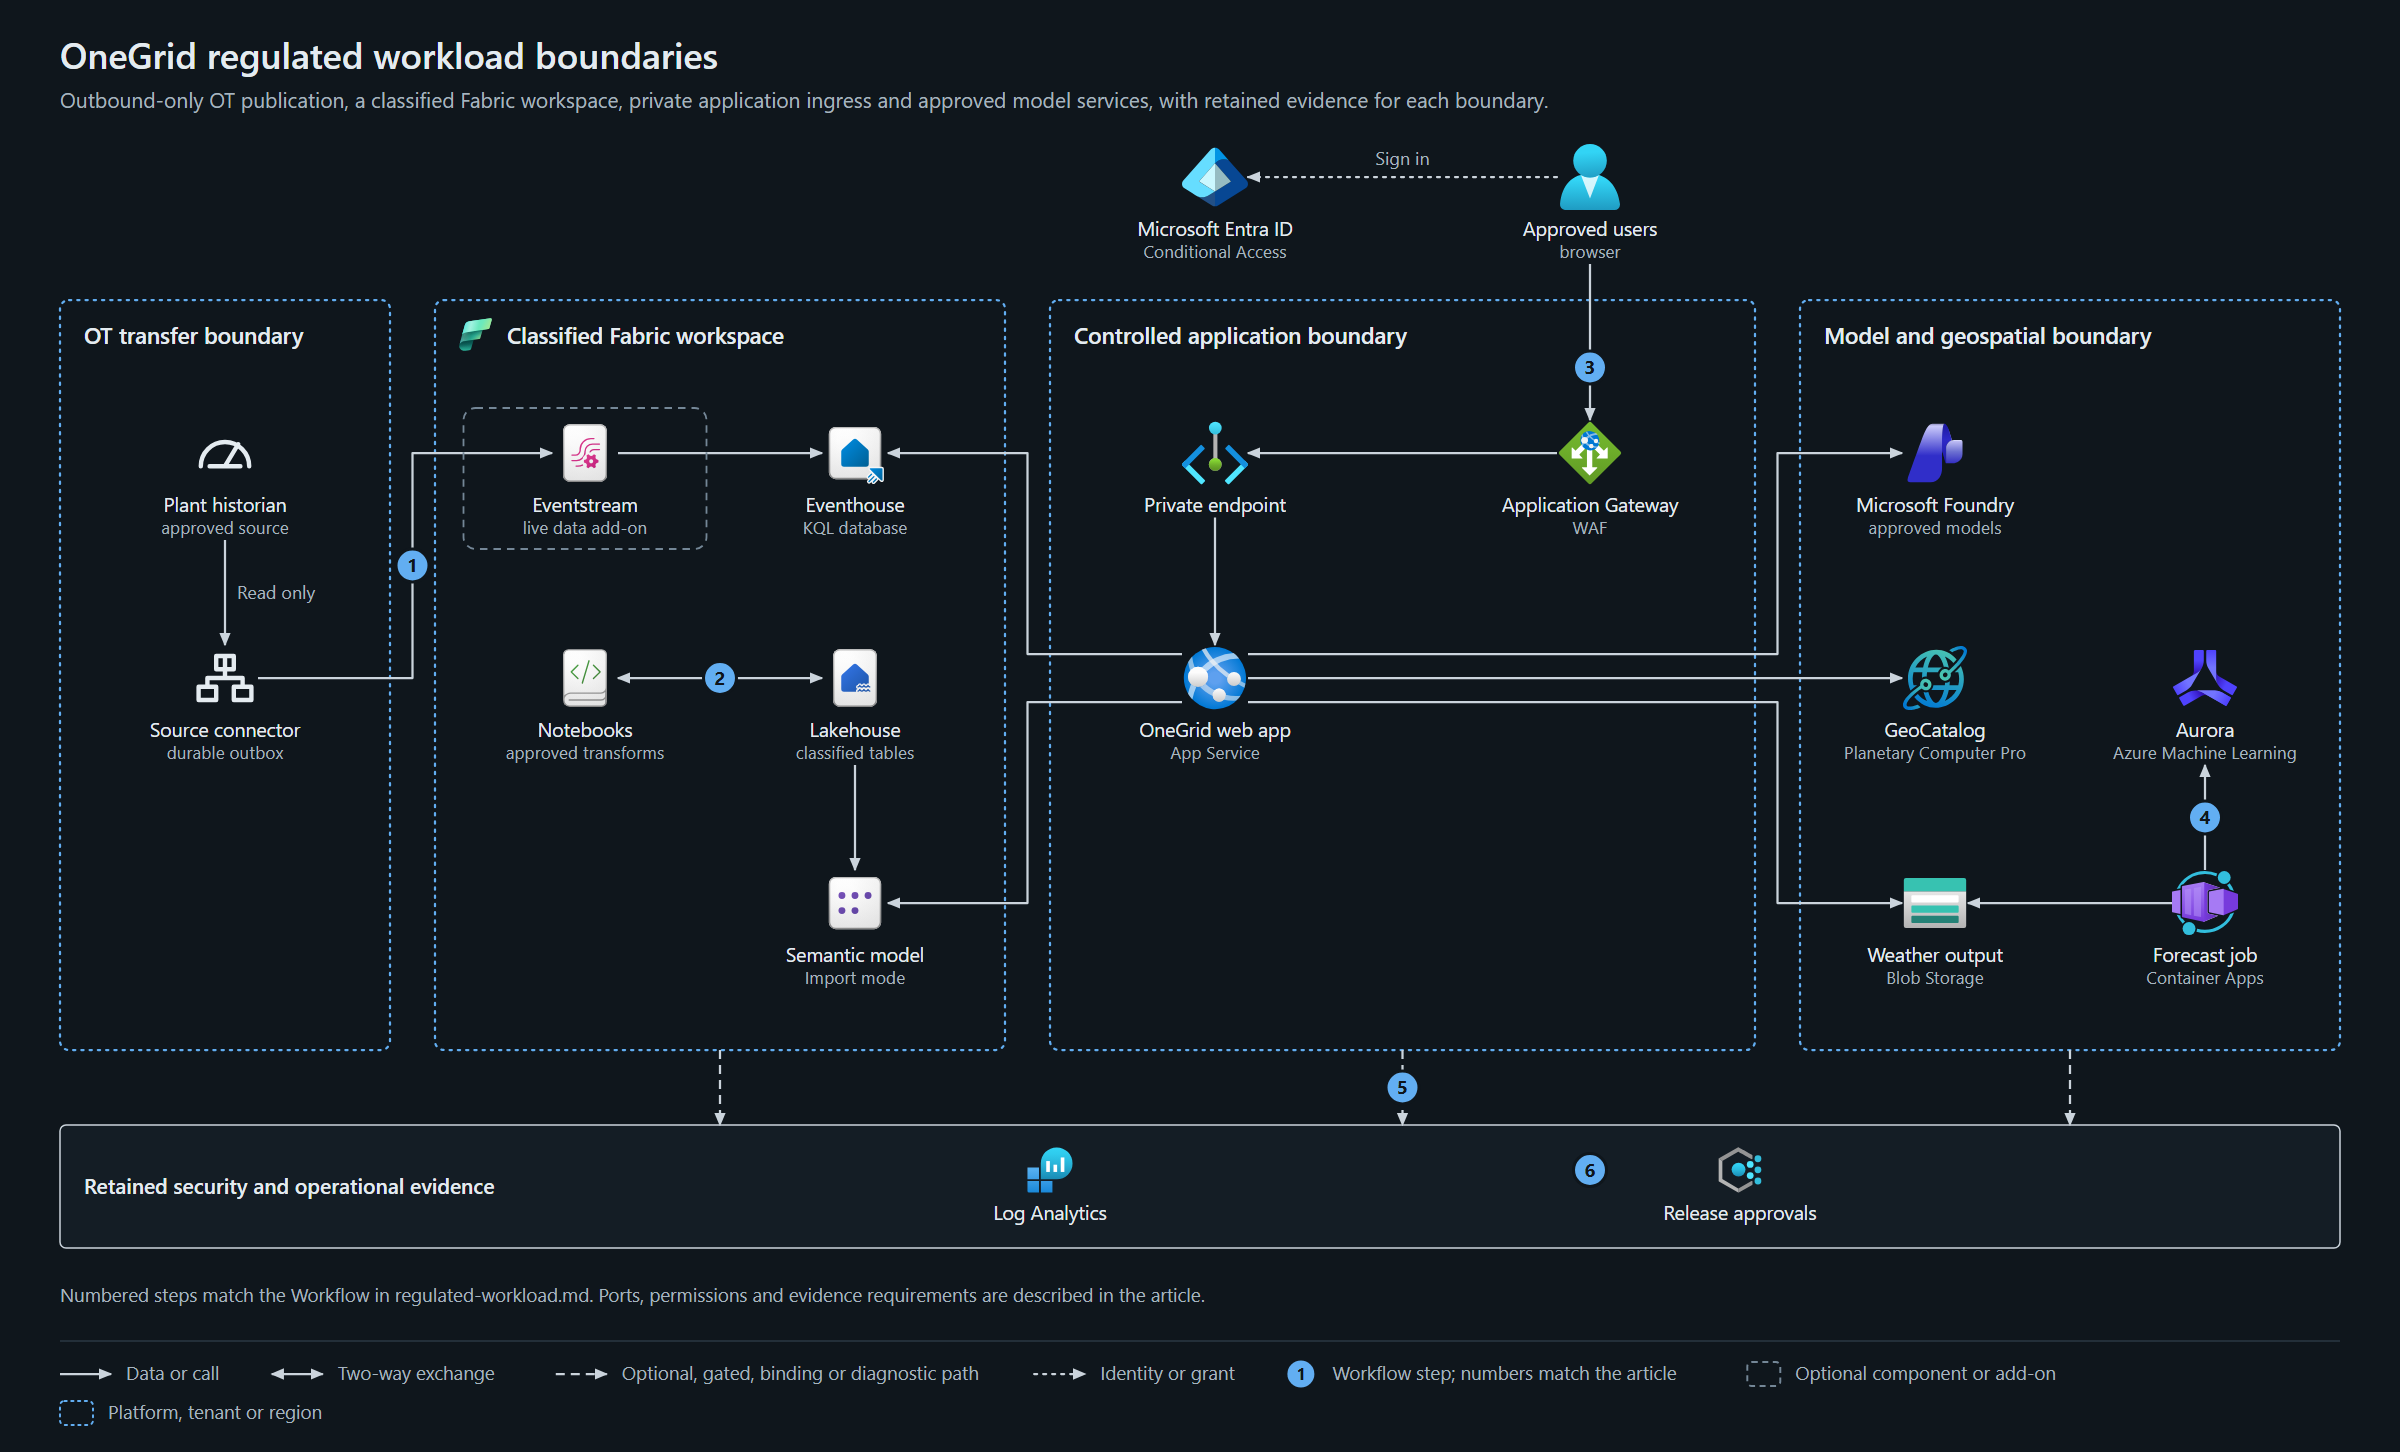 OneGrid regulated workload boundaries
Outbound-only OT publication, a classified Fabric workspace, private application ingress and approved model services, with retained evidence for each boundary.
Sign in
Microsoft Entra ID
Conditional Access
Approved users
browser
OT transfer boundary
Plant historian
approved source
Read only
Source connector
durable outbox
1
Classified Fabric workspace
Eventstream
live data add-on
Eventhouse
KQL database
Notebooks
approved transforms
2
Lakehouse
classified tables
Semantic model
Import mode
Controlled application boundary
3
Private endpoint
Application Gateway
WAF
OneGrid web app
App Service
Model and geospatial boundary
Microsoft Foundry
approved models
GeoCatalog
Planetary Computer Pro
Aurora
Azure Machine Learning
4
Weather output
Blob Storage
Forecast job
Container Apps
5
Retained security and operational evidence
Log Analytics
6
Release approvals
Numbered steps match the Workflow in regulated-workload.md. Ports, permissions and evidence requirements are described in the article.
Data or call
Two-way exchange
Optional, gated, binding or diagnostic path
Identity or grant
1
Workflow step; numbers match the article
Optional component or add-on
Platform, tenant or region